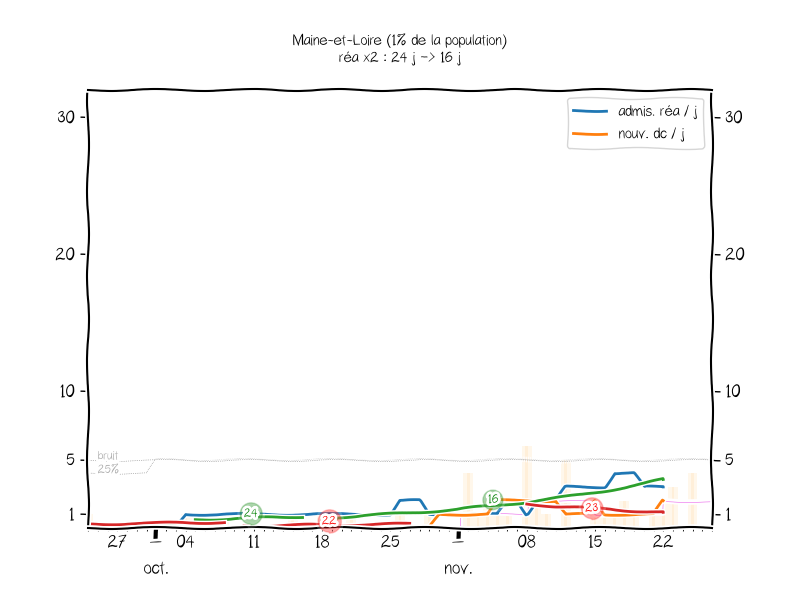 Maine-et-Loire (1% de la population)
réa x2 : 24 j -> 16 j
admis. réa / j
nouv. dc / j
30 30
20 20
10 10
5 5
1 1
bruit
25%
24
22
16
23
27 04 11 18 25 08 15 22
oct. nov.